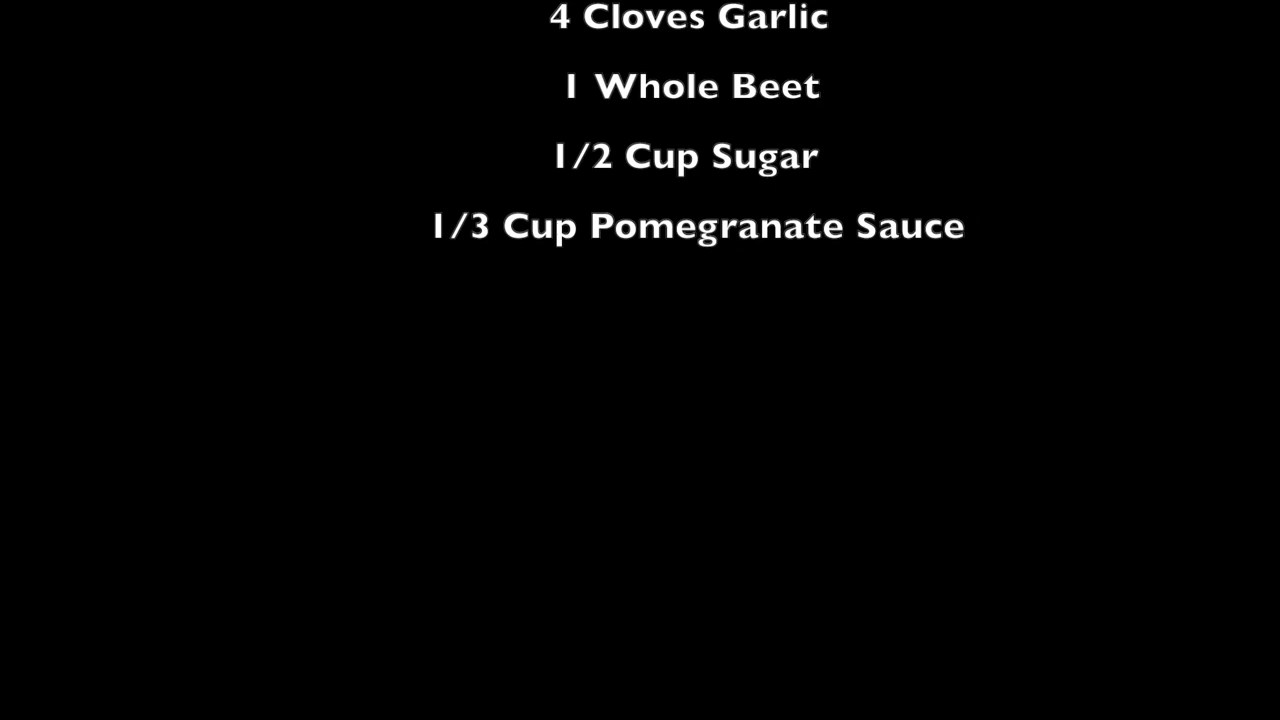 4 Cloves Garlic
1 Whole Beet
1/2 Cup Sugar
1/3 Cup Pomegranate Sauce